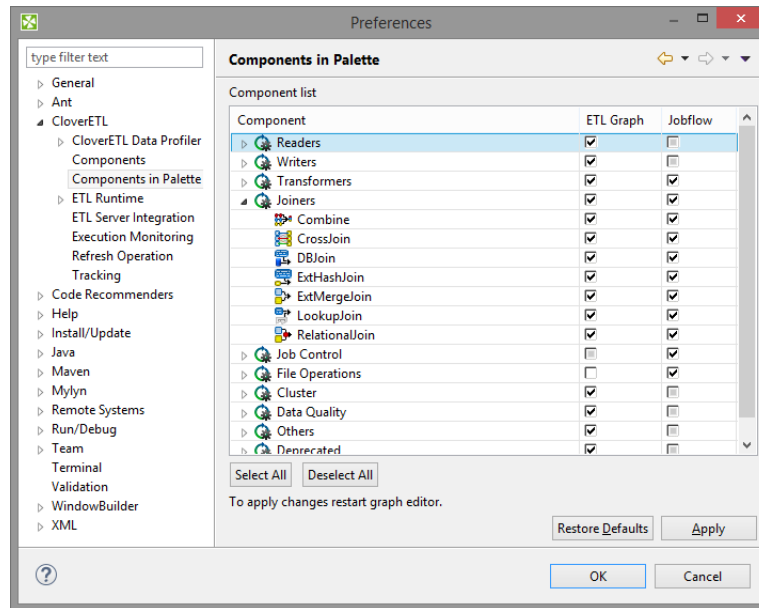 Preferences
type filter text
General
Ant
CloverETL
CloverETL Data Profiler
Components
Components in Palette
ETL Runtime
ETL Server Integration
Execution Monitoring
Refresh Operation
Tracking
Code Recommenders
Help
Install/Update
Java
Maven
Mylyn
Remote Systems
Run/Debug
Team
Terminal
Validation
WindowBuilder
XML
Components in Palette
Component list
Component ETL Graph Jobflow
Readers
Writers
Transformers
Joiners
Combine
CrossJoin
DBJoin
ExtHashJoin
ExtMergeJoin
LookupJoin
RelationalJoin
Job Control
File Operations
Cluster
Data Quality
Others
Deprecated
Select All Deselect All
To apply changes restart graph editor.
Restore Defaults Apply
OK Cancel